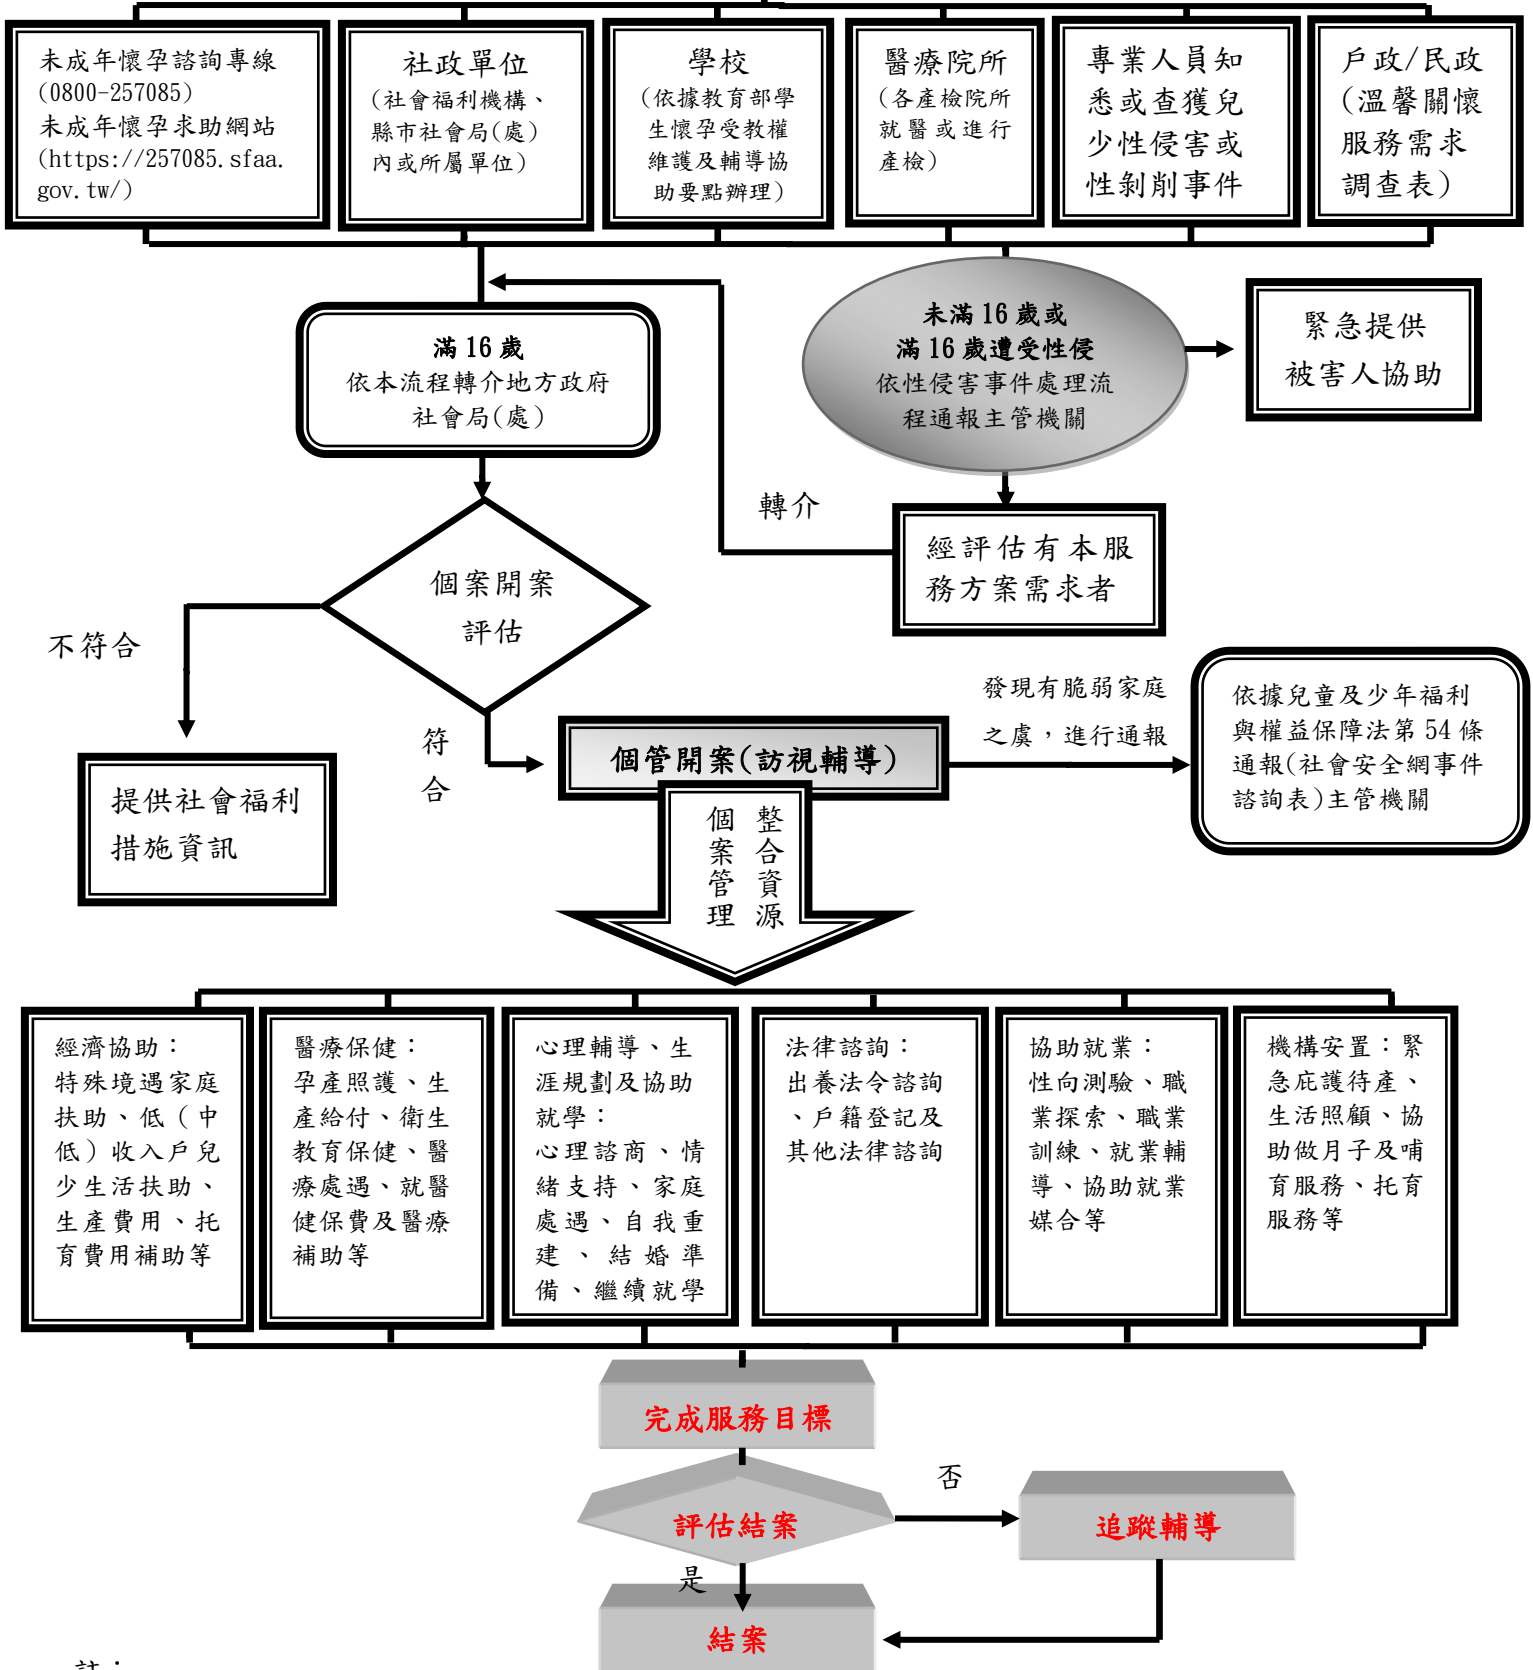 未成年懷孕諮詢專線
(0800-257085)
未成年懷孕求助網站
(https://257085.sfaa.
gov.tw/)
社政單位
(社會福利機構、
縣市社會局(處)
內或所屬單位)
學校
(依據教育部學
生懷孕受教權
維護及輔導協
助要點辦理)
醫療院所
(各產檢院所
就醫或進行
產檢)
專業人員知
悉或查獲兒
少性侵害或
性剝削事件
戶政/民政
(溫馨關懷
服務需求
調查表)
滿 16 歲
依本流程轉介地方政府
社會局(處)
未滿 16 歲或
滿 16 歲遭受性侵
依性侵害事件處理流
程通報主管機關
緊急提供
被害人協助
轉介
經評估有本服
務方案需求者
個案開案
評估
不符合
提供社會福利
措施資訊
符
合
個管開案(訪視輔導)
發現有脆弱家庭
之虞，進行通報
依據兒童及少年福利
與權益保障法第 54 條
通報(社會安全網事件
諮詢表)主管機關
整合資源
個案管理
經濟協助：
特殊境遇家庭
扶助、低（中
低）收入戶兒
少生活扶助、
生產費用、托
育費用補助等
醫療保健：
孕產照護、生
產給付、衛生
教育保健、醫
療處遇、就醫
健保費及醫療
補助等
心理輔導、生
涯規劃及協助
就學：
心理諮商、情
緒支持、家庭
處遇、自我重
建、結婚準
備、繼續就學
法律諮詢：
出養法令諮詢
、戶籍登記及
其他法律諮詢
協助就業：
性向測驗、職
業探索、職業
訓練、就業輔
導、協助就業
媒合等
機構安置：緊
急庇護待產、
生活照顧、協
助做月子及哺
育服務、托育
服務等
完成服務目標
評估結案
否
追蹤輔導
是
結案
註：